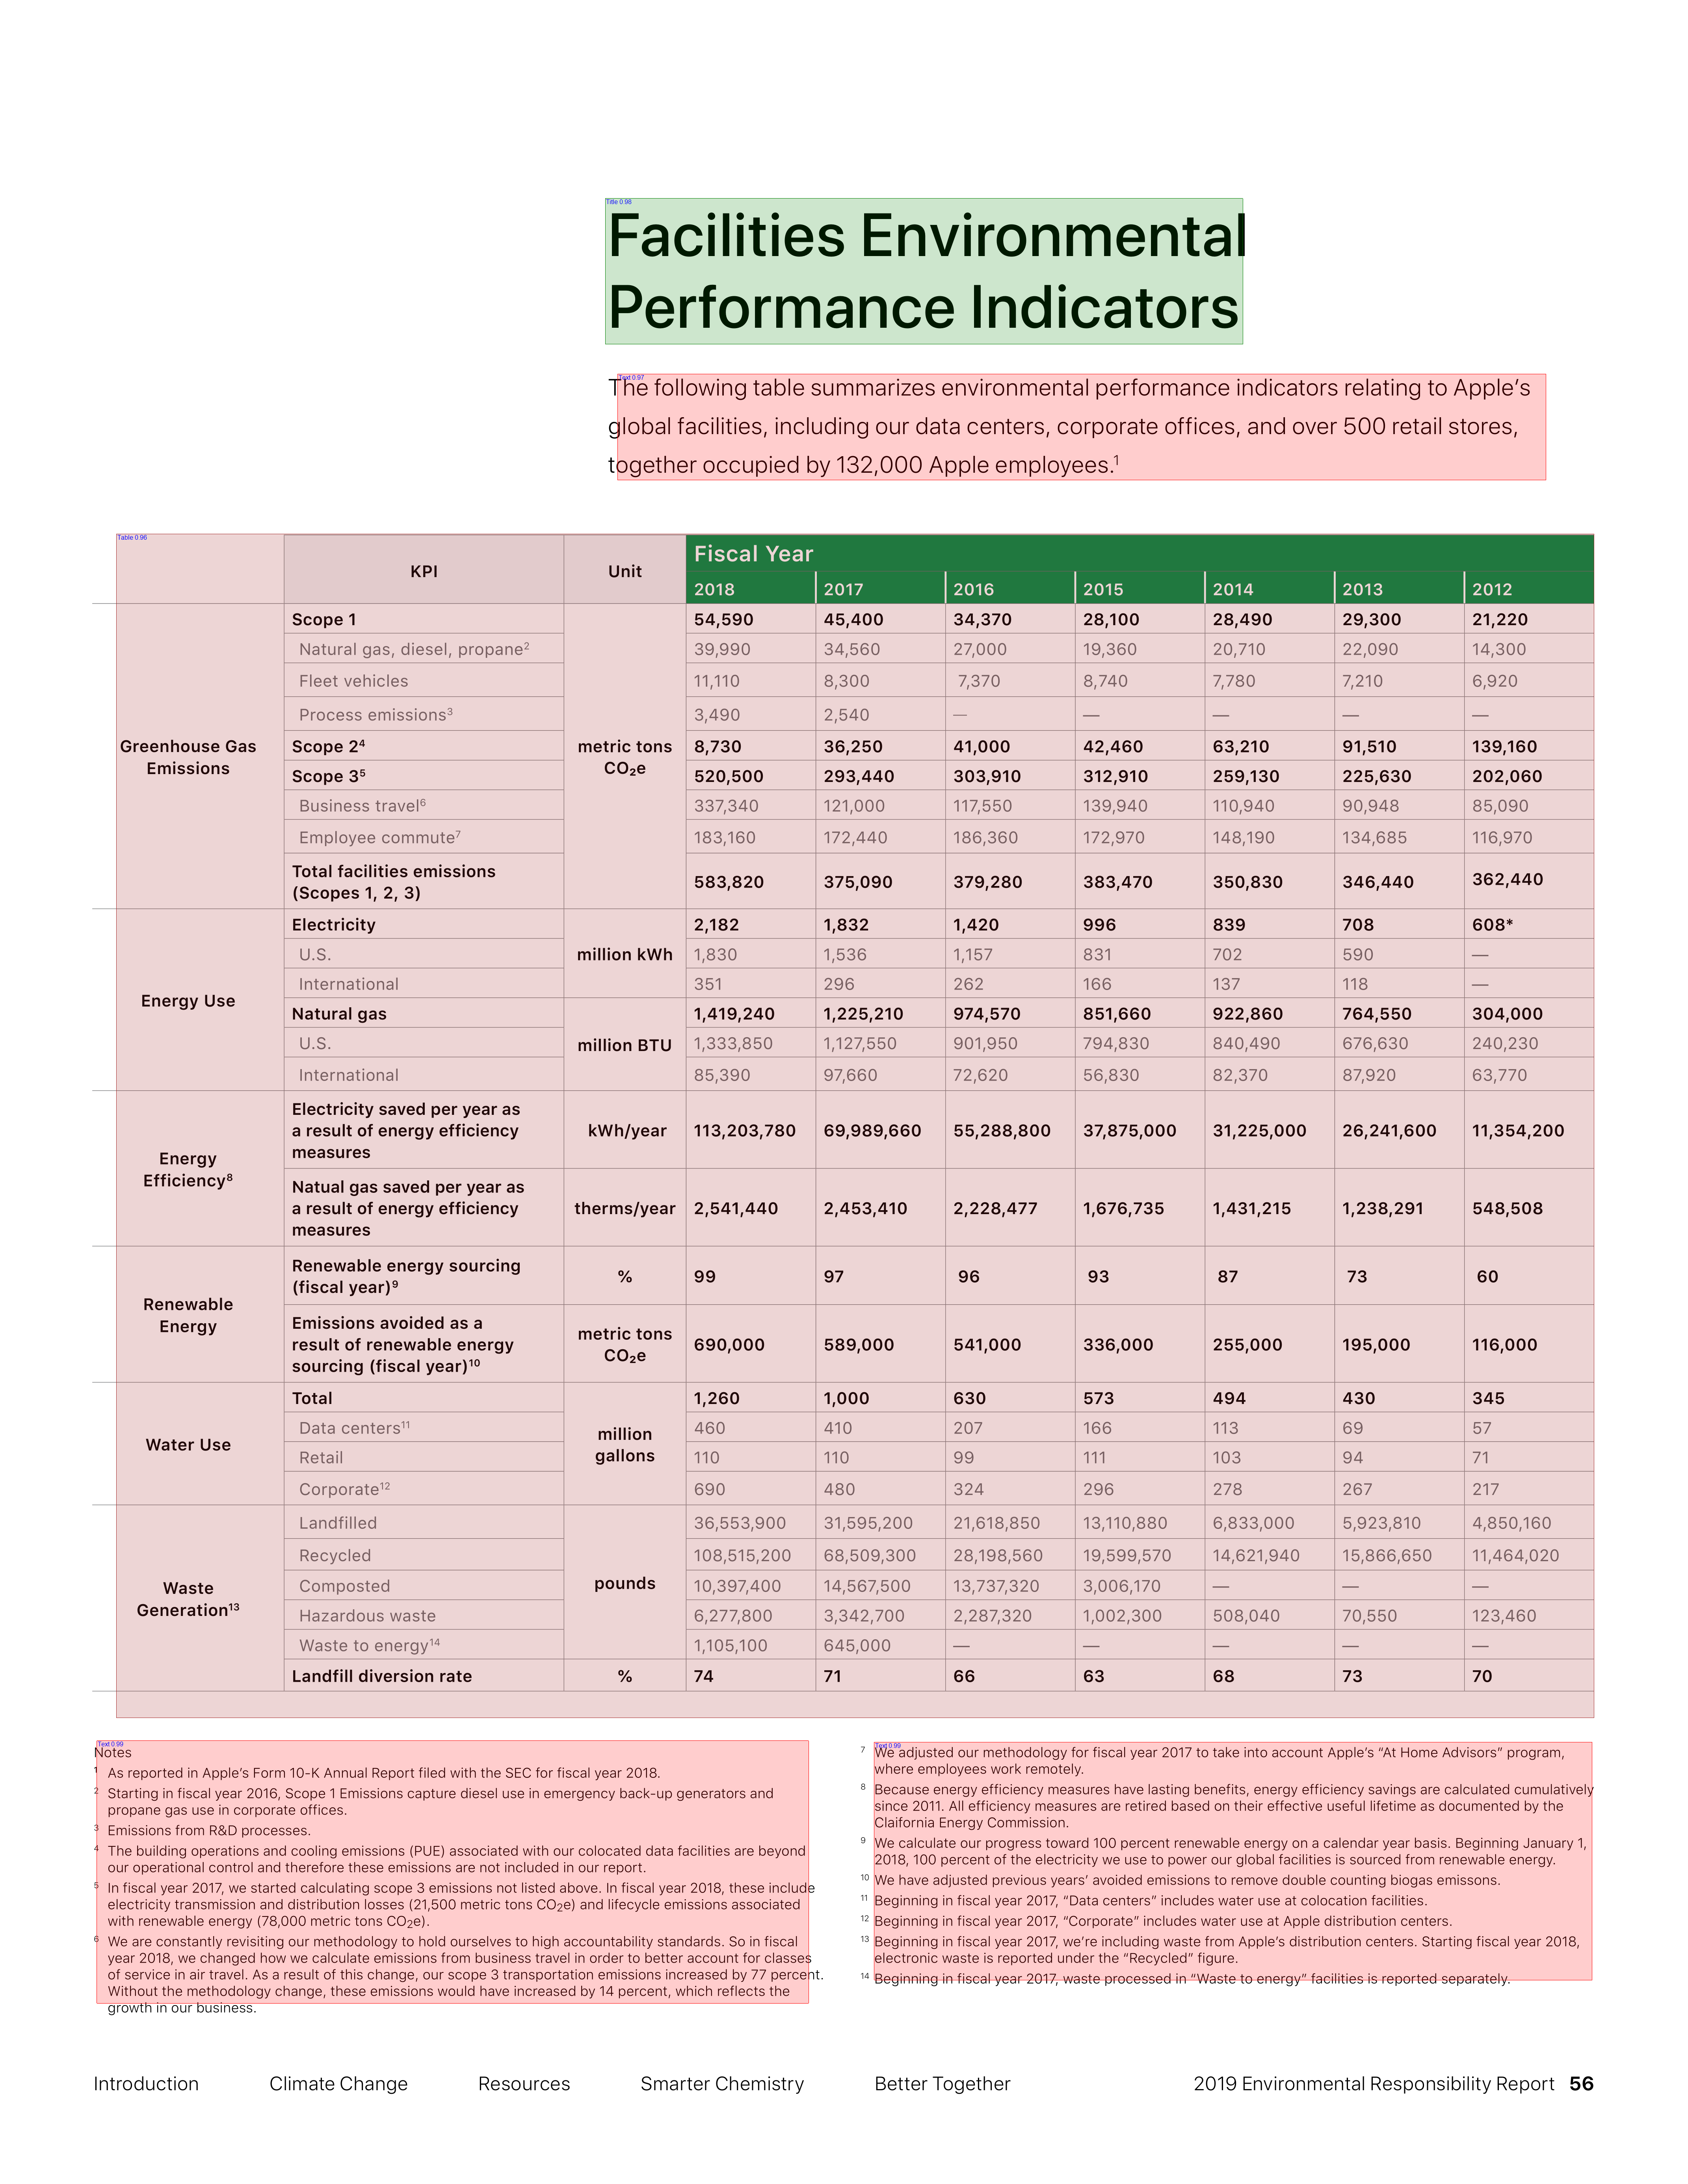 Title 0.98
Facilities Environmental
Performance Indicators
Text 0.97
The following table summarizes environmental performance indicators relating to Apple’s
global facilities, including our data centers, corporate offices, and over 500 retail stores,
together occupied by 132,000 Apple employees.1
Table 0.96
KPI Unit Fiscal Year
2018 2017 2016 2015 2014 2013 2012
Greenhouse Gas Emissions
metric tons CO₂e
Scope 1 54,590 45,400 34,370 28,100 28,490 29,300 21,220
Natural gas, diesel, propane2 39,990 34,560 27,000 19,360 20,710 22,090 14,300
Fleet vehicles 11,110 8,300 7,370 8,740 7,780 7,210 6,920
Process emissions3 3,490 2,540 — — — — —
Scope 24 8,730 36,250 41,000 42,460 63,210 91,510 139,160
Scope 35 520,500 293,440 303,910 312,910 259,130 225,630 202,060
Business travel6 337,340 121,000 117,550 139,940 110,940 90,948 85,090
Employee commute7 183,160 172,440 186,360 172,970 148,190 134,685 116,970
Total facilities emissions
(Scopes 1, 2, 3) 583,820 375,090 379,280 383,470 350,830 346,440 362,440
Energy Use
million kWh
Electricity 2,182 1,832 1,420 996 839 708 608*
U.S. 1,830 1,536 1,157 831 702 590 —
International 351 296 262 166 137 118 —
million BTU
Natural gas 1,419,240 1,225,210 974,570 851,660 922,860 764,550 304,000
U.S. 1,333,850 1,127,550 901,950 794,830 840,490 676,630 240,230
International 85,390 97,660 72,620 56,830 82,370 87,920 63,770
Energy
Efficiency8
Electricity saved per year as
a result of energy efficiency
measures
kWh/year 113,203,780 69,989,660 55,288,800 37,875,000 31,225,000 26,241,600 11,354,200
Natual gas saved per year as
a result of energy efficiency
measures
therms/year 2,541,440 2,453,410 2,228,477 1,676,735 1,431,215 1,238,291 548,508
Renewable
Energy
Renewable energy sourcing
(fiscal year)9
% 99 97 96 93 87 73 60
Emissions avoided as a
result of renewable energy
sourcing (fiscal year)10
metric tons
CO₂e
690,000 589,000 541,000 336,000 255,000 195,000 116,000
Water Use
million
gallons
Total 1,260 1,000 630 573 494 430 345
Data centers11 460 410 207 166 113 69 57
Retail 110 110 99 111 103 94 71
Corporate12 690 480 324 296 278 267 217
Waste
Generation13
pounds
Landfilled 36,553,900 31,595,200 21,618,850 13,110,880 6,833,000 5,923,810 4,850,160
Recycled 108,515,200 68,509,300 28,198,560 19,599,570 14,621,940 15,866,650 11,464,020
Composted 10,397,400 14,567,500 13,737,320 3,006,170 — — —
Hazardous waste 6,277,800 3,342,700 2,287,320 1,002,300 508,040 70,550 123,460
Waste to energy14 1,105,100 645,000 — — — — —
Landfill diversion rate % 74 71 66 63 68 73 70
Text 0.99
Notes
1 As reported in Apple’s Form 10-K Annual Report filed with the SEC for fiscal year 2018.
2 Starting in fiscal year 2016, Scope 1 Emissions capture diesel use in emergency back-up generators and
propane gas use in corporate offices.
3 Emissions from R&D processes.
4 The building operations and cooling emissions (PUE) associated with our colocated data facilities are beyond
our operational control and therefore these emissions are not included in our report.
5 In fiscal year 2017, we started calculating scope 3 emissions not listed above. In fiscal year 2018, these include
electricity transmission and distribution losses (21,500 metric tons CO2e) and lifecycle emissions associated
with renewable energy (78,000 metric tons CO2e).
6 We are constantly revisiting our methodology to hold ourselves to high accountability standards. So in fiscal
year 2018, we changed how we calculate emissions from business travel in order to better account for classes
of service in air travel. As a result of this change, our scope 3 transportation emissions increased by 77 percent.
Without the methodology change, these emissions would have increased by 14 percent, which reflects the
growth in our business.
Text 0.99
7 We adjusted our methodology for fiscal year 2017 to take into account Apple’s “At Home Advisors” program,
where employees work remotely.
8 Because energy efficiency measures have lasting benefits, energy efficiency savings are calculated cumulatively
since 2011. All efficiency measures are retired based on their effective useful lifetime as documented by the
Claifornia Energy Commission.
9 We calculate our progress toward 100 percent renewable energy on a calendar year basis. Beginning January 1,
2018, 100 percent of the electricity we use to power our global facilities is sourced from renewable energy.
10 We have adjusted previous years’ avoided emissions to remove double counting biogas emissons.
11 Beginning in fiscal year 2017, “Data centers” includes water use at colocation facilities.
12 Beginning in fiscal year 2017, “Corporate” includes water use at Apple distribution centers.
13 Beginning in fiscal year 2017, we’re including waste from Apple’s distribution centers. Starting fiscal year 2018,
electronic waste is reported under the “Recycled” figure.
14 Beginning in fiscal year 2017, waste processed in “Waste to energy” facilities is reported separately.
Introduction Climate Change Resources Smarter Chemistry Better Together 2019 Environmental Responsibility Report 56